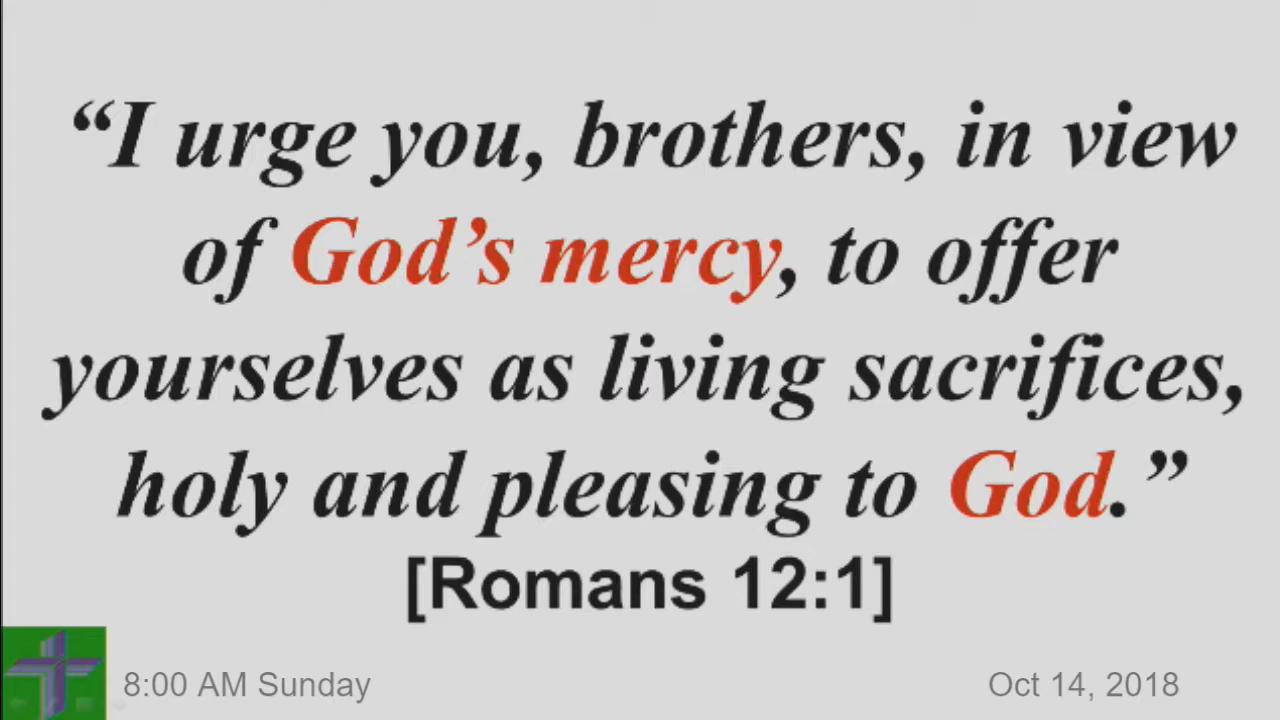 “I urge you, brothers, in view
of God’s mercy, to offer
yourselves as living sacrifices,
holy and pleasing to God.”
[Romans 12:1]
8:00 AM Sunday
Oct 14, 2018